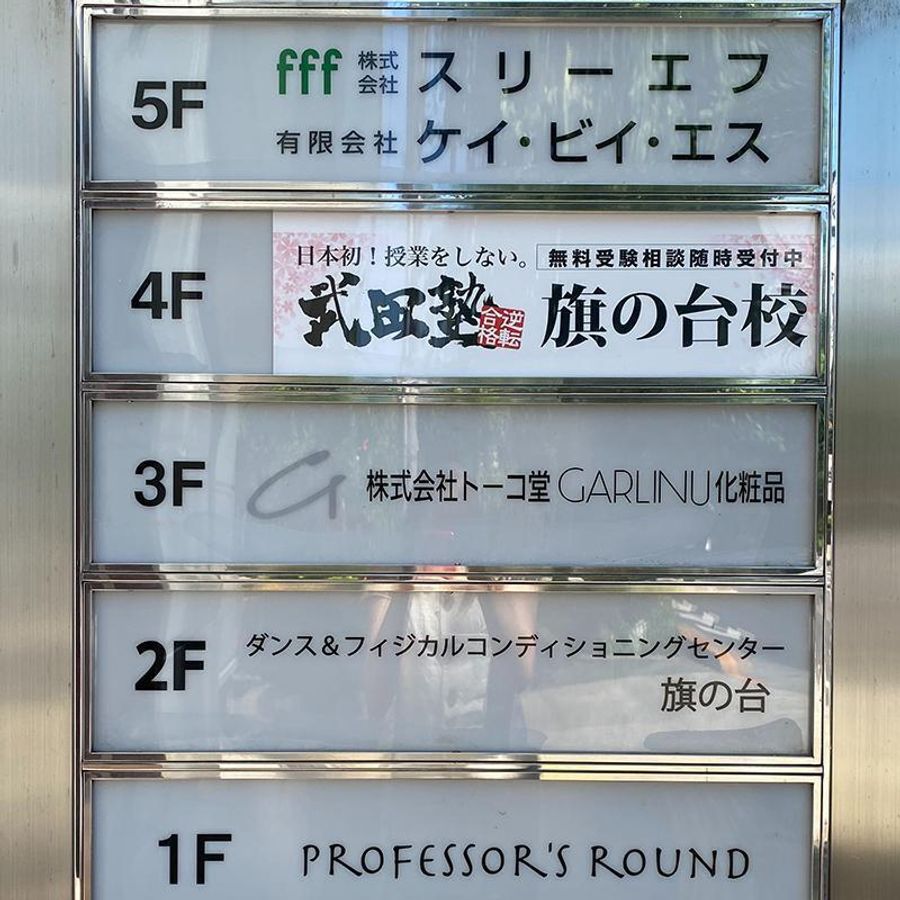 5F
fff 株式会社 スリーエフ
有限会社 ケイ・ビイ・エス
4F
日本初！授業をしない。 無料受験相談随時受付中
武田塾 逆転合格 旗の台校
3F
G 株式会社トーコ堂 GARLINU化粧品
2F
ダンス＆フィジカルコンディショニングセンター
旗の台
1F
PROFESSOR'S ROUND